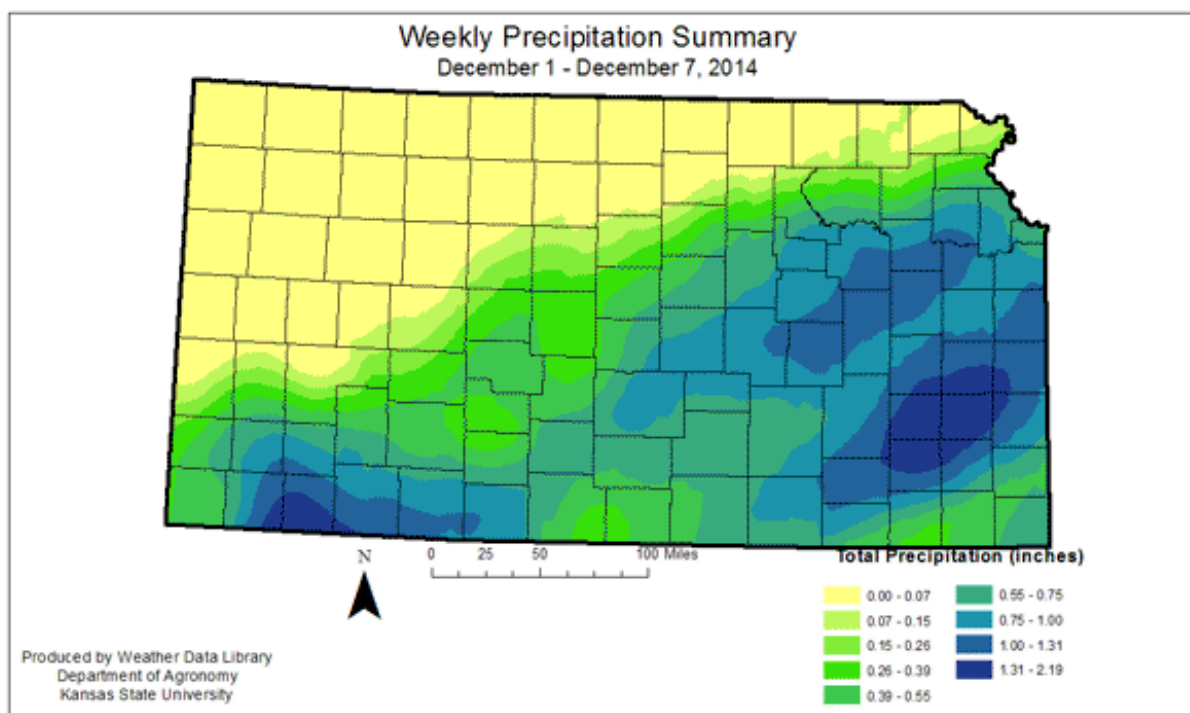 Weekly Precipitation Summary
December 1 - December 7, 2014
N
0 25 50 100 Miles
Total Precipitation (inches)
0.00 - 0.07
0.07 - 0.15
0.15 - 0.26
0.26 - 0.39
0.39 - 0.55
0.55 - 0.75
0.75 - 1.00
1.00 - 1.31
1.31 - 2.19
Produced by Weather Data Library
Department of Agronomy
Kansas State University